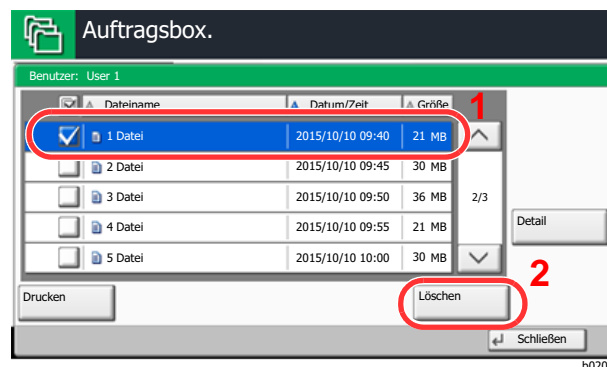 Auftragsbox.
Benutzer: User 1
Dateiname Datum/Zeit Größe 1
1 Datei 2015/10/10 09:40 21 MB
2 Datei 2015/10/10 09:45 30 MB
3 Datei 2015/10/10 09:50 36 MB 2/3
4 Datei 2015/10/10 09:55 21 MB Detail
5 Datei 2015/10/10 10:00 30 MB
2
Drucken Löschen
Schließen